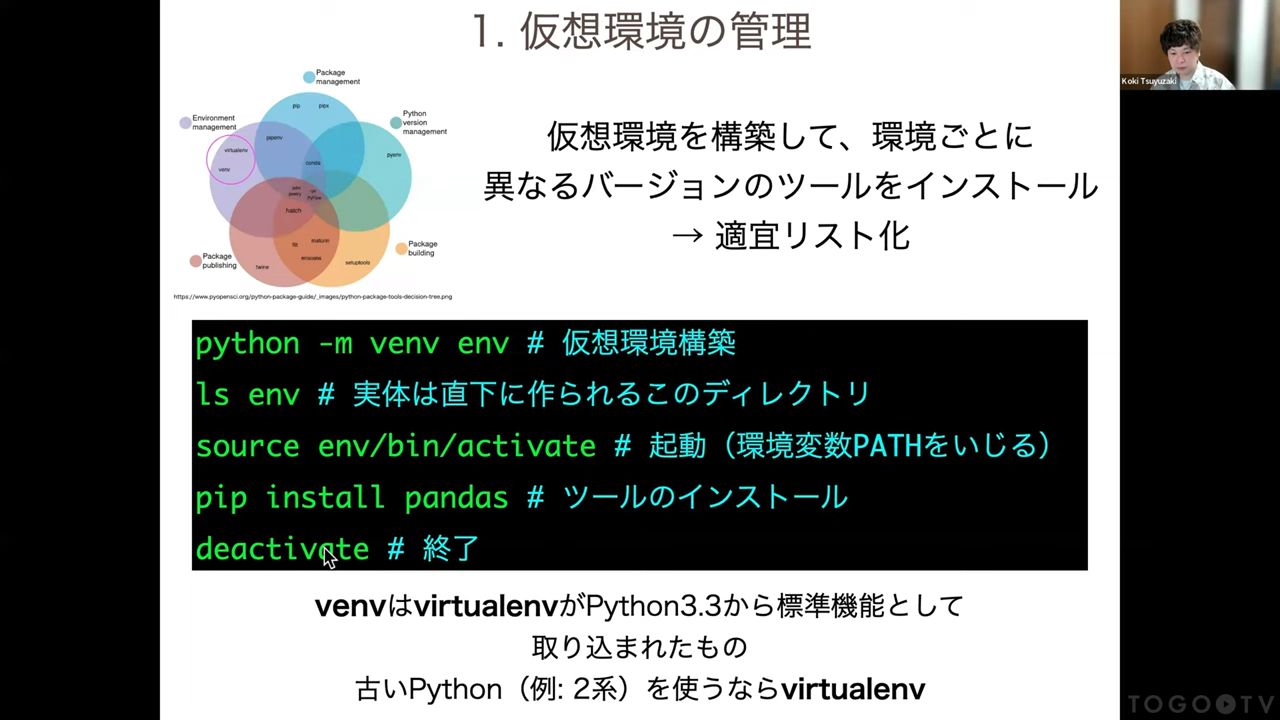 1. 仮想環境の管理
Koki Tsuyuzaki
Package
management
Environment
management
Python
version
management
Package
publishing
Package
building
pip pipx
pipenv
virtualenv
venv
conda
pyenv
hatch
maturin
twine
setuptools
https://www.pyopensci.org/python-package-guide/_images/python-package-tools-decision-tree.png
仮想環境を構築して、環境ごとに
異なるバージョンのツールをインストール
→ 適宜リスト化
python -m venv env # 仮想環境構築
ls env # 実体は直下に作られるこのディレクトリ
source env/bin/activate # 起動（環境変数PATHをいじる）
pip install pandas # ツールのインストール
deactivate # 終了
venvはvirtualenvがPython3.3から標準機能として
取り込まれたもの
古いPython（例: 2系）を使うならvirtualenv
TOGO TV